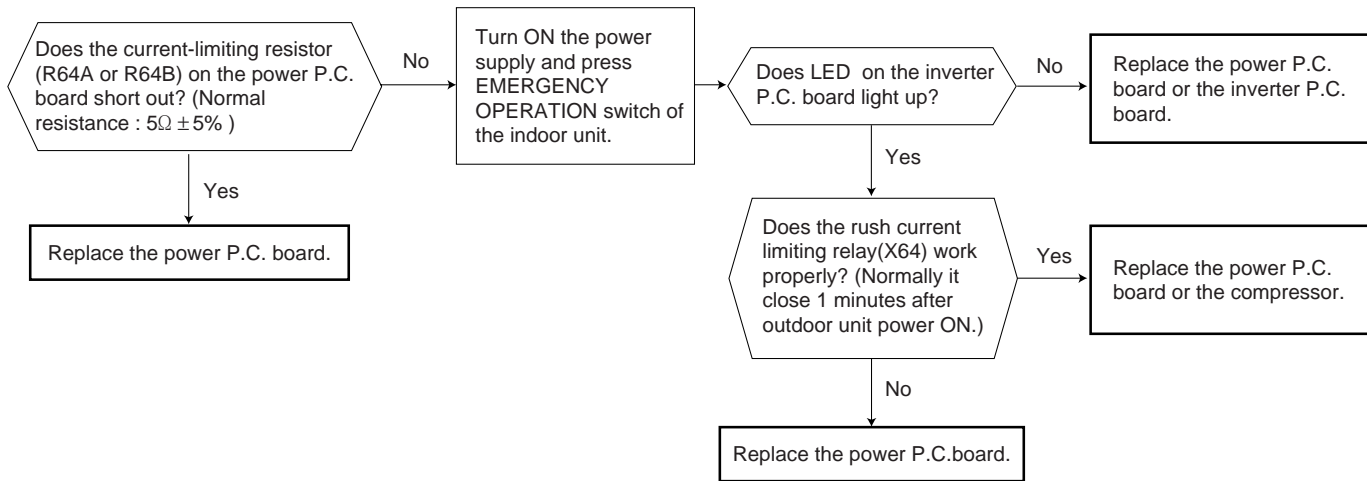 Does the current-limiting resistor
(R64A or R64B) on the power P.C.
board short out? (Normal
resistance : 5Ω ±5% )
No
Turn ON the power
supply and press
EMERGENCY
OPERATION switch of
the indoor unit.
Does LED on the inverter
P.C. board light up?
No
Replace the power P.C.
board or the inverter P.C.
board.
Yes
Replace the power P.C. board.
Yes
Does the rush current
limiting relay(X64) work
properly? (Normally it
close 1 minutes after
outdoor unit power ON.)
Yes
Replace the power P.C.
board or the compressor.
No
Replace the power P.C.board.